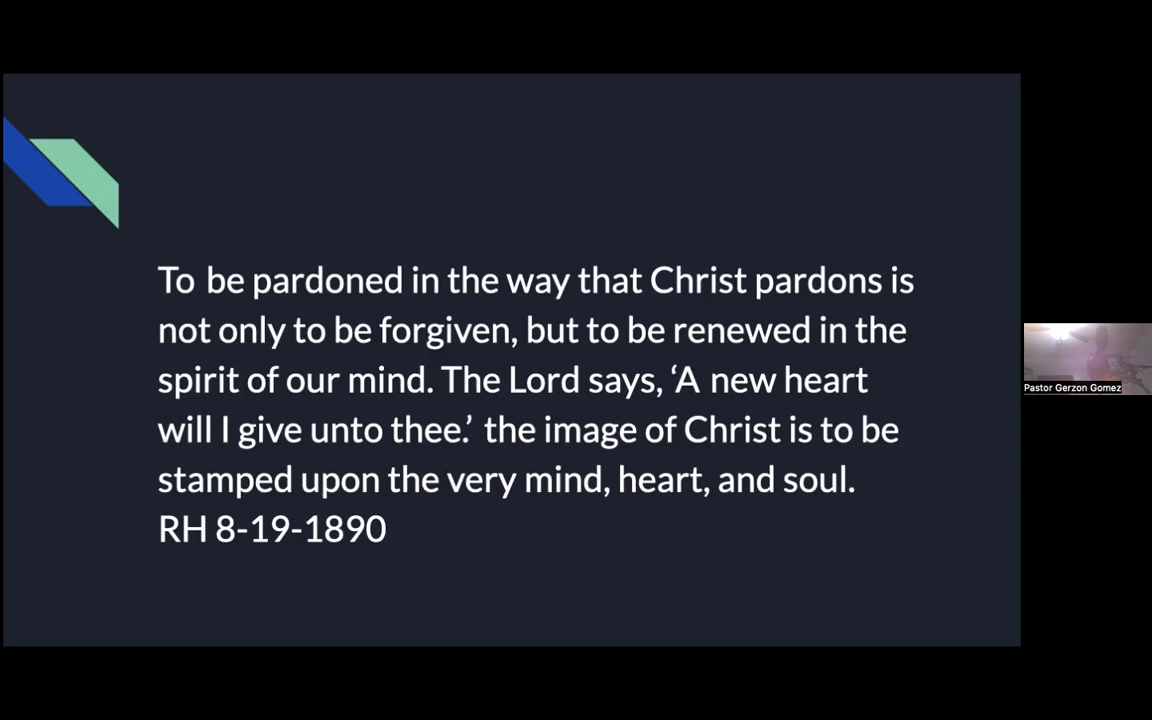 To be pardoned in the way that Christ pardons is
not only to be forgiven, but to be renewed in the
spirit of our mind. The Lord says, ‘A new heart
will I give unto thee.’ the image of Christ is to be
stamped upon the very mind, heart, and soul.
RH 8-19-1890
Pastor Gerzon Gomez